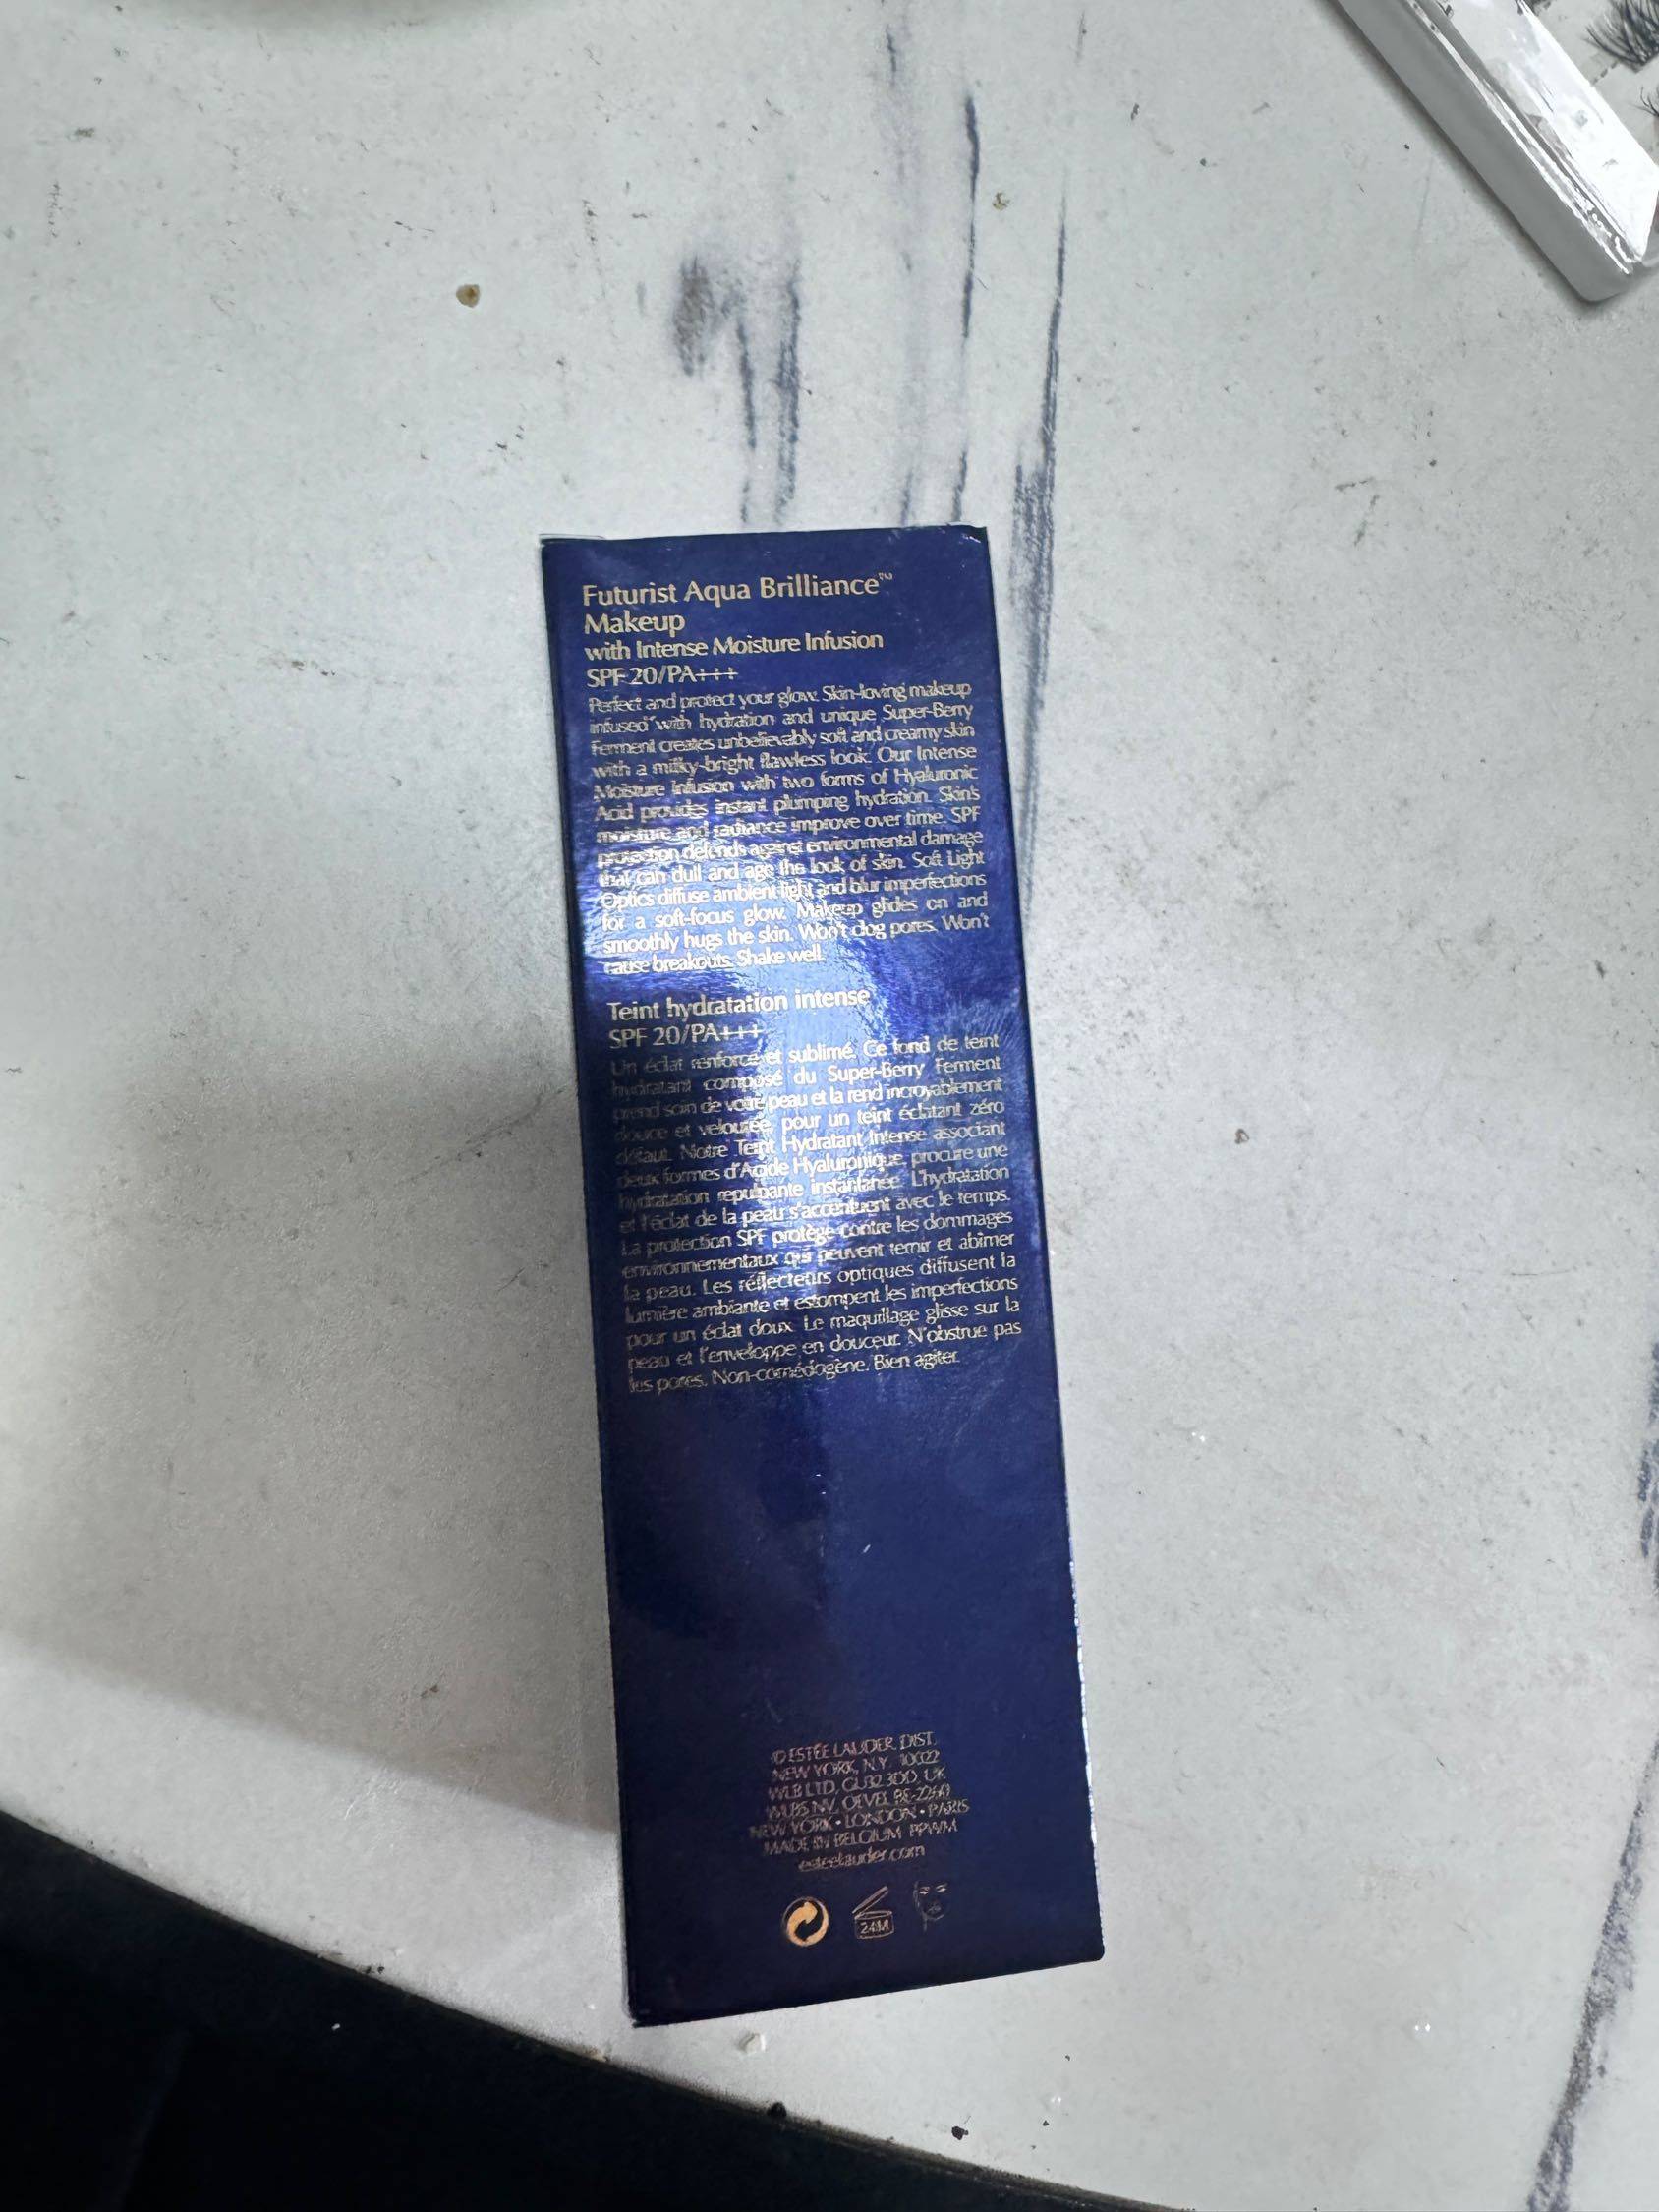 Futurist Aqua Brilliance™
Makeup
with Intense Moisture Infusion
SPF 20/PA+++
Perfect and protect your glow. Skin-loving makeup
infused with hydration and unique Super-Berry
Ferment creates unbelievably soft and creamy skin
with a milky-bright flawless look. Our Intense
Moisture Infusion with two forms of Hyaluronic
Acid provides instant plumping hydration. Skin's
moisture and radiance improve over time. SPF
protection defends against environmental damage
that can dull and age the look of skin. Soft Light
Optics diffuse ambient light and blur imperfections
for a soft-focus glow. Makeup glides on and
smoothly hugs the skin. Won't clog pores. Won't
cause breakouts. Shake well.
Teint hydratation intense
SPF 20/PA+++
Un éclat renforcé et sublimé. Ce fond de teint
hydratant composé du Super-Berry Ferment
prend soin de votre peau et la rend incroyablement
douce et veloutée, pour un teint éclatant zéro
défaut. Notre Teint Hydratant Intense associant
deux formes d'Acide Hyaluronique, procure une
hydratation repulpante instantanée. L'hydratation
et l'éclat de la peau s'accentuent avec le temps.
La protection SPF protège contre les dommages
environnementaux qui peuvent ternir et abîmer
la peau. Les réflecteurs optiques diffusent la
lumière ambiante et estompent les imperfections
pour un éclat doux. Le maquillage glisse sur la
peau et l'enveloppe en douceur. N'obstrue pas
les pores. Non-comédogène. Bien agiter.
© ESTĒE LAUDER DIST.
NEW YORK, N.Y. 10022
WLB LTD, GU32 3DD, UK
OEVEL
NEW YORK • LONDON • PARIS
MADE IN BELGIUM PPWM
esteelauder.com
24M